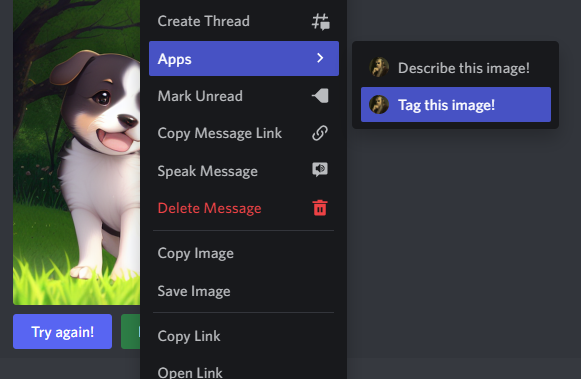 Create Thread
Apps
Describe this image!
Mark Unread
Tag this image!
Copy Message Link
Speak Message
Delete Message
Copy Image
Save Image
Try again!
Copy Link
Open Link